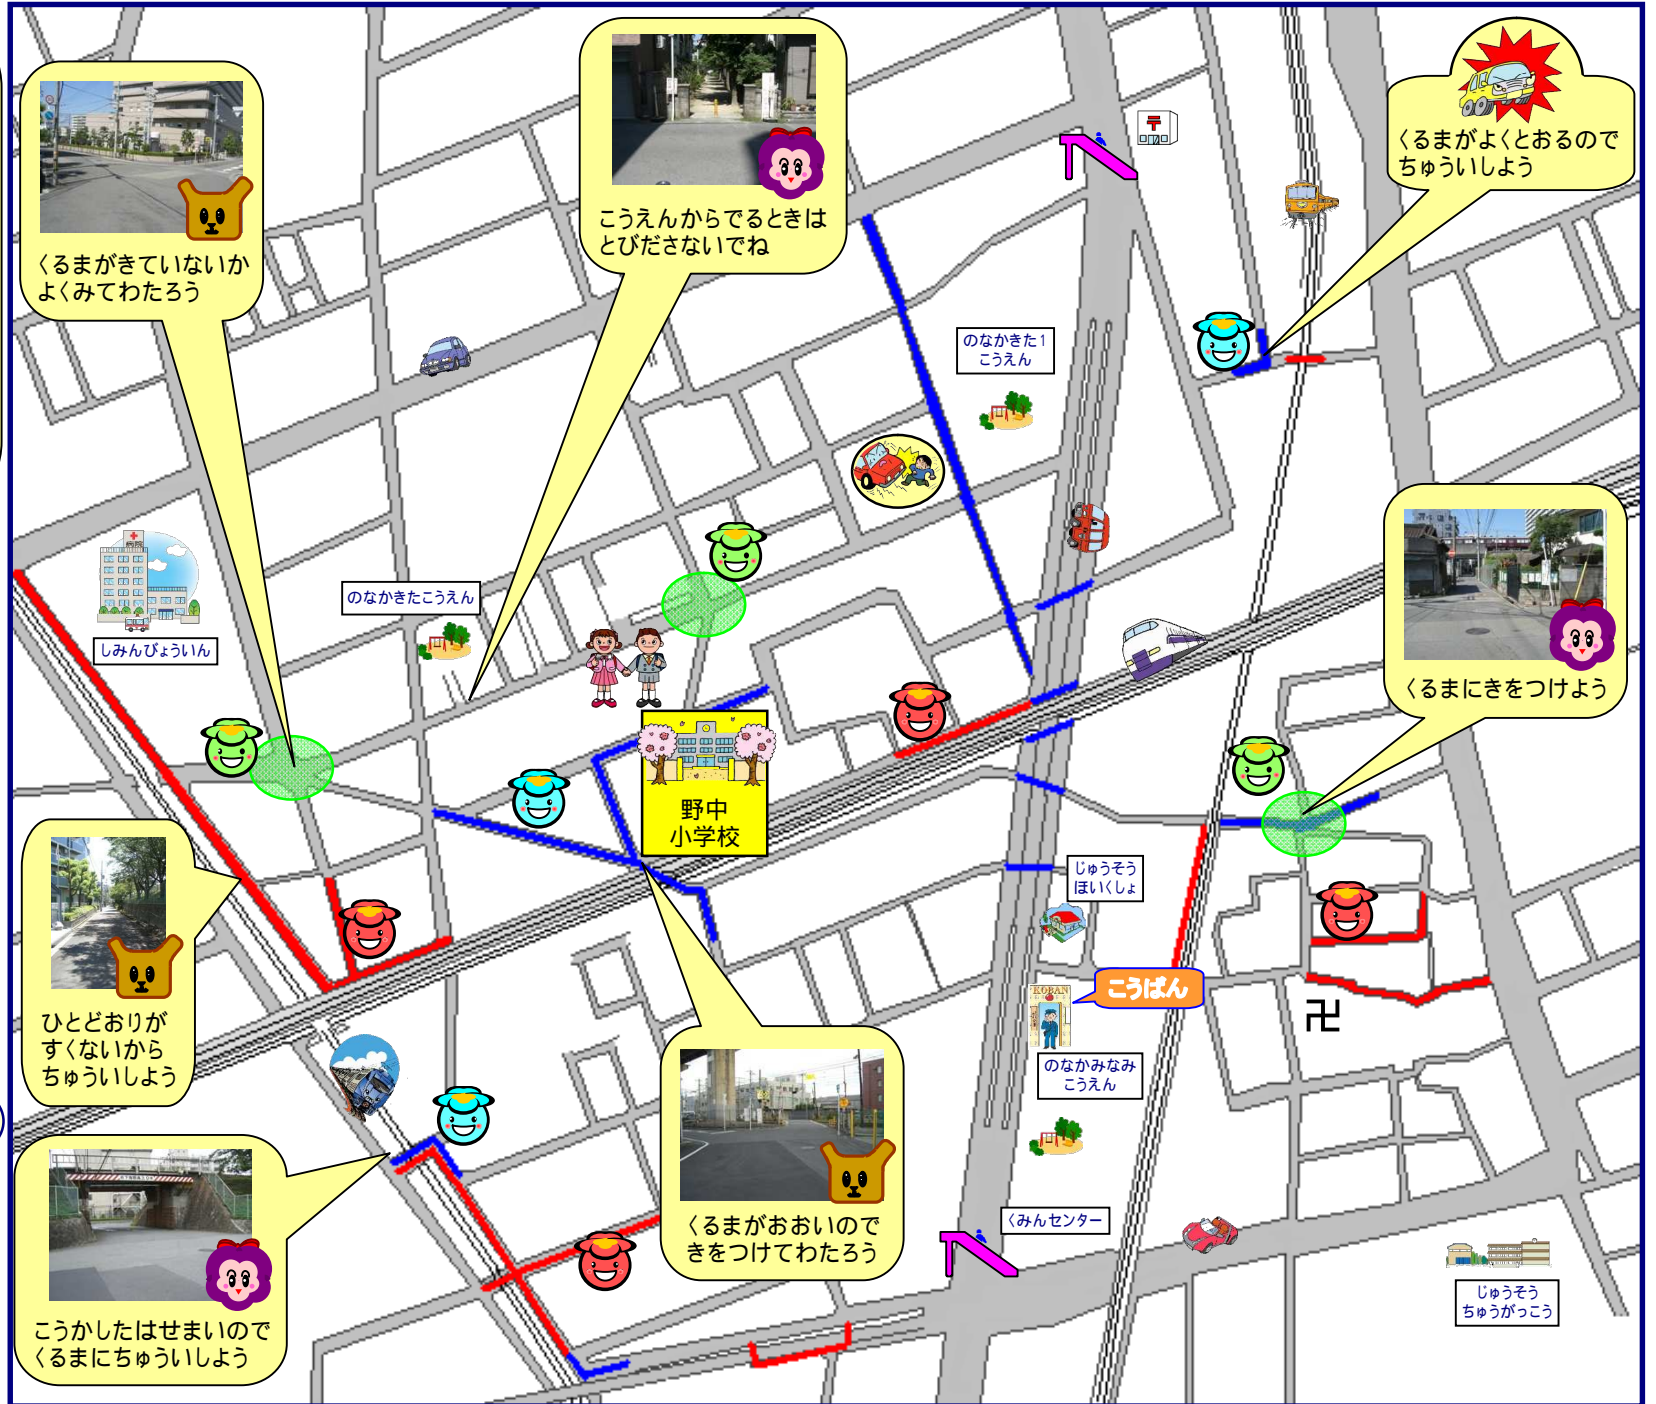 くるまがきていないか
よくみてわたろう
こうえんからでるときは
とびださないでね
くるまがよくとおるので
ちゅういしよう
〒
のなかきた1
こうえん
病院
しみんびょういん
のなかきたこうえん
くるまにきをつけよう
野中
小学校
じゅうそう
ほいくしょ
ひとどおりが
すくないから
ちゅういしよう
こうばん
KOBAN
卍
のなかみなみ
こうえん
くるまがおおいので
きをつけてわたろう
くみんセンター
じゅうそう
ちゅうがっこう
こうかしたはせまいので
くるまにちゅういしよう